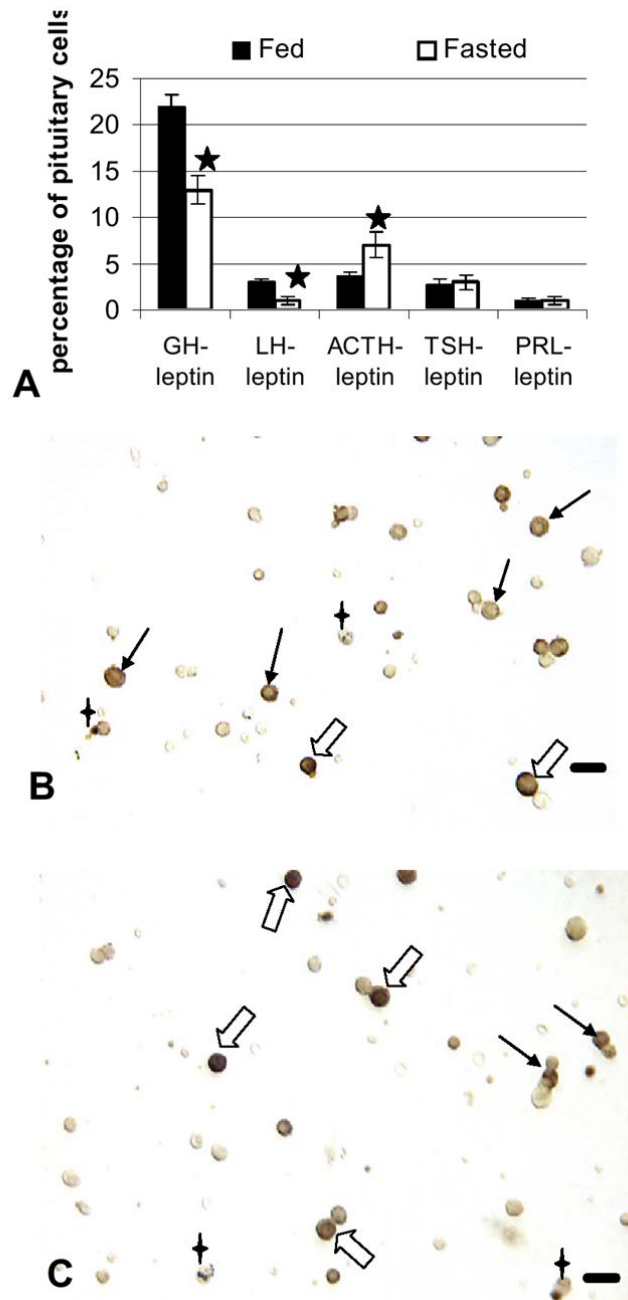 Fed Fasted
percentage of pituitary cells
25
20
15
10
5
0
GH- LH- ACTH- TSH- PRL-
leptin leptin leptin leptin leptin
A
B
C